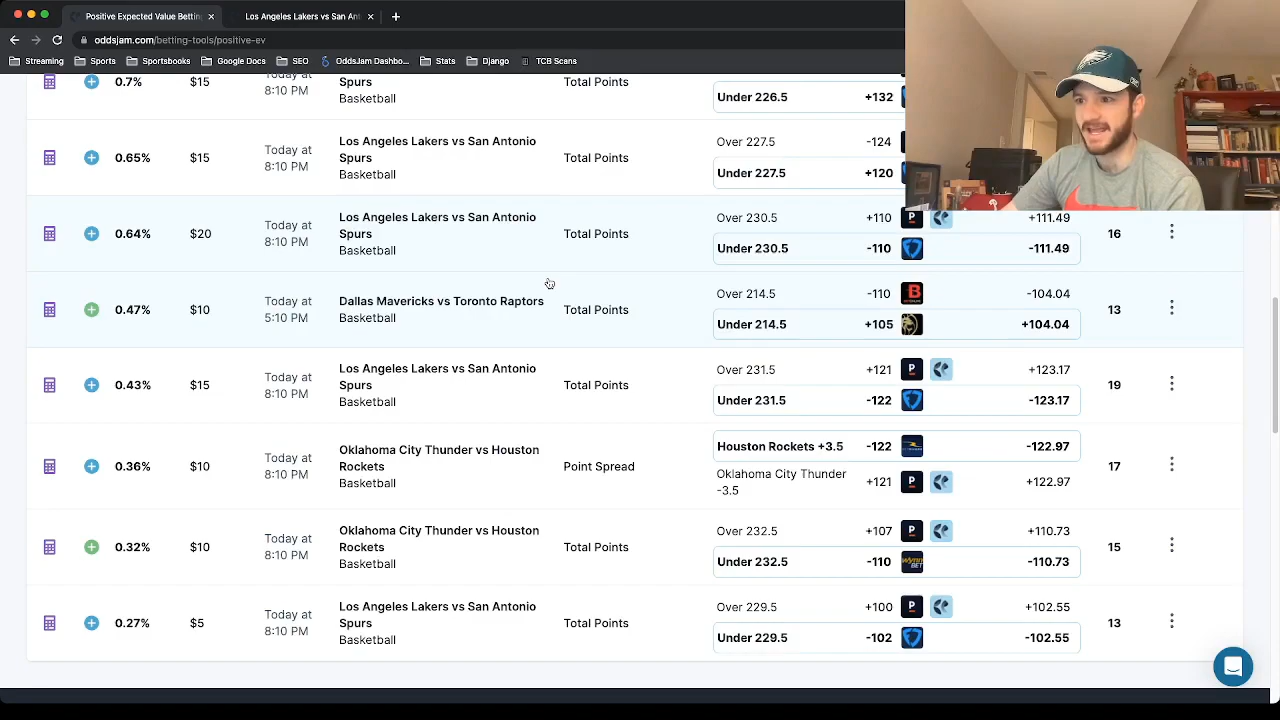 Positive Expected Value Bettin
Los Angeles Lakers vs San Ant
oddsjam.com/betting-tools/positive-ev
Streaming Sports Sportsbooks Google Docs SEO OddsJam Dashbo... Stats Django TCB Scans
0.7% $15 Today at 8:10 PM
Spurs
Basketball
Total Points
Under 226.5 +132
0.65% $15 Today at 8:10 PM
Los Angeles Lakers vs San Antonio
Spurs
Basketball
Total Points
Over 227.5 -124
Under 227.5 +120
0.64% $20 Today at 8:10 PM
Los Angeles Lakers vs San Antonio
Spurs
Basketball
Total Points
Over 230.5 +110 P +111.49
Under 230.5 -110 -111.49
16
0.47% $10 Today at 5:10 PM
Dallas Mavericks vs Toronto Raptors
Basketball
Total Points
Over 214.5 -110 B -104.04
Under 214.5 +105 +104.04
13
0.43% $15 Today at 8:10 PM
Los Angeles Lakers vs San Antonio
Spurs
Basketball
Total Points
Over 231.5 +121 P +123.17
Under 231.5 -122 -123.17
19
0.36% $10 Today at 8:10 PM
Oklahoma City Thunder vs Houston
Rockets
Basketball
Point Spread
Houston Rockets +3.5 -122 -122.97
Oklahoma City Thunder
-3.5 +121 P +122.97
17
0.32% $10 Today at 8:10 PM
Oklahoma City Thunder vs Houston
Rockets
Basketball
Total Points
Over 232.5 +107 P +110.73
Under 232.5 -110 WYNN BET -110.73
15
0.27% $5 Today at 8:10 PM
Los Angeles Lakers vs San Antonio
Spurs
Basketball
Total Points
Over 229.5 +100 P +102.55
Under 229.5 -102 -102.55
13